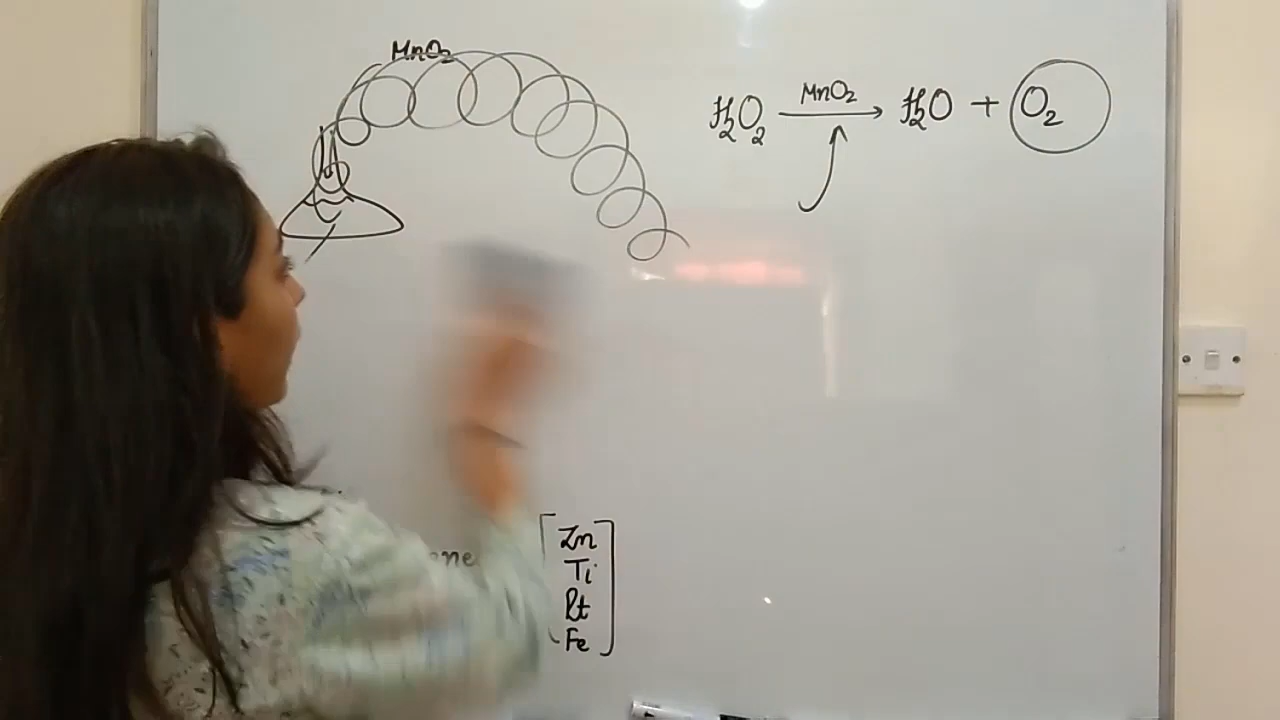 MnO2
H2O2 MnO2 → H2O + O2
Zn
Ti
Pt
Fe